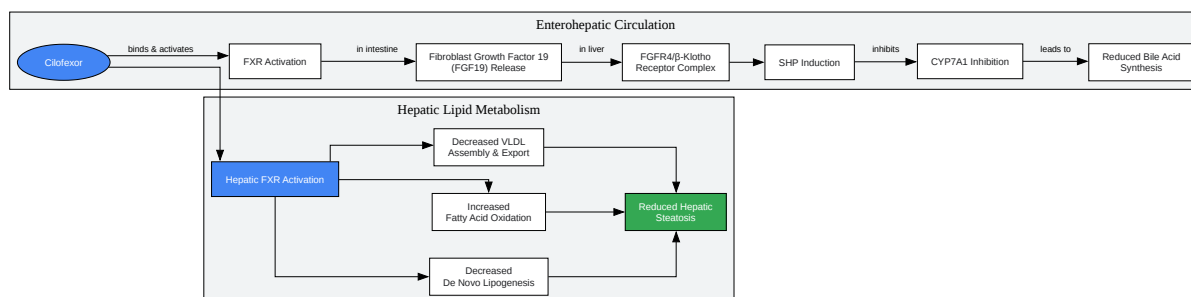 Enterohepatic Circulation
Cilofexor
binds & activates
FXR Activation
in intestine
Fibroblast Growth Factor 19
(FGF19) Release
in liver
FGFR4/β-Klotho
Receptor Complex
SHP Induction
inhibits
CYP7A1 Inhibition
leads to
Reduced Bile Acid
Synthesis
Hepatic Lipid Metabolism
Hepatic FXR Activation
Decreased VLDL
Assembly & Export
Increased
Fatty Acid Oxidation
Decreased
De Novo Lipogenesis
Reduced Hepatic
Steatosis